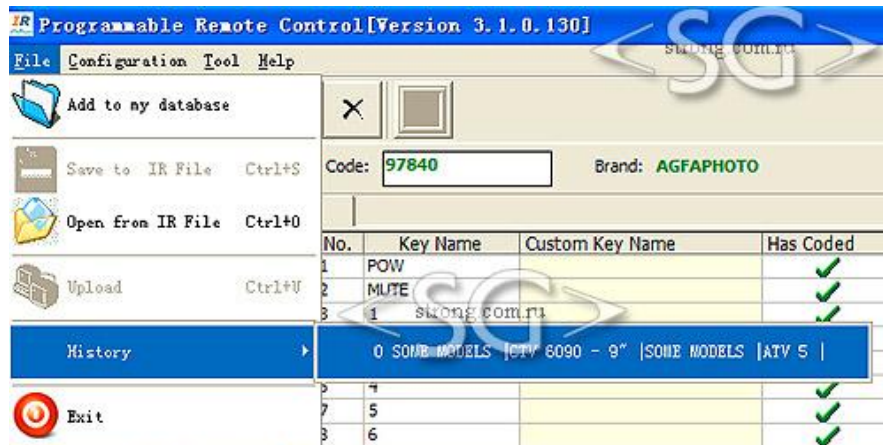 IR Programmable Remote Control[Version 3.1.0.130]
strong.com.ru
SG
File Configuration Tool Help
Add to my database
Save to IR File Ctrl+S
Code: 97840 Brand: AGFAPHOTO
Open from IR File Ctrl+O
No. Key Name Custom Key Name Has Coded
1 POW
Upload Ctrl+U
2 MUTE
3 1
SG
strong.com.ru
History
0 SOME MODELS |CTV 6090 - 9″ |SOME MODELS |ATV 5 |
4
7 5
Exit
6